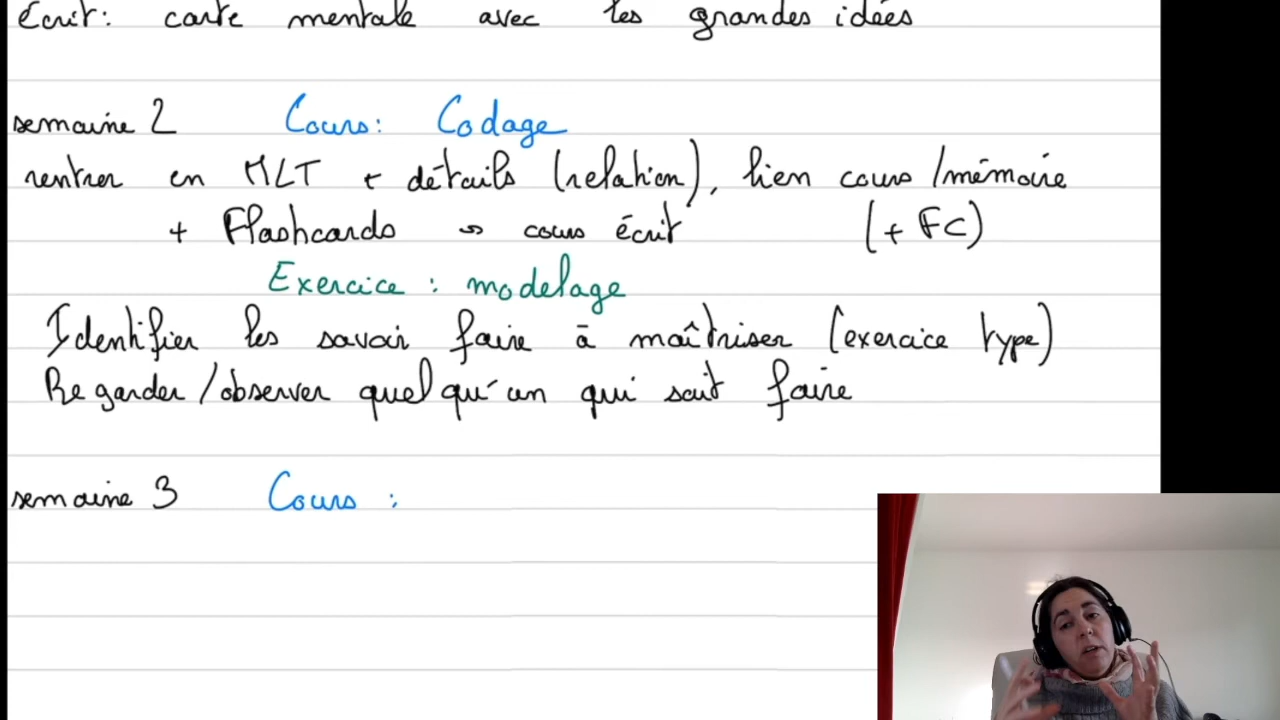 Écrit: carte mentale avec les grandes idées
semaine 2 Cours: Codage
rentrer en MLT + détails (relation), lien cours/mémoire
+ Flashcards ~> cours écrit (+ FC)
Exercice : modelage
Identifier les savoir faire à maîtriser (exercice type)
Regarder/observer quelqu'un qui sait faire
semaine 3 Cours :